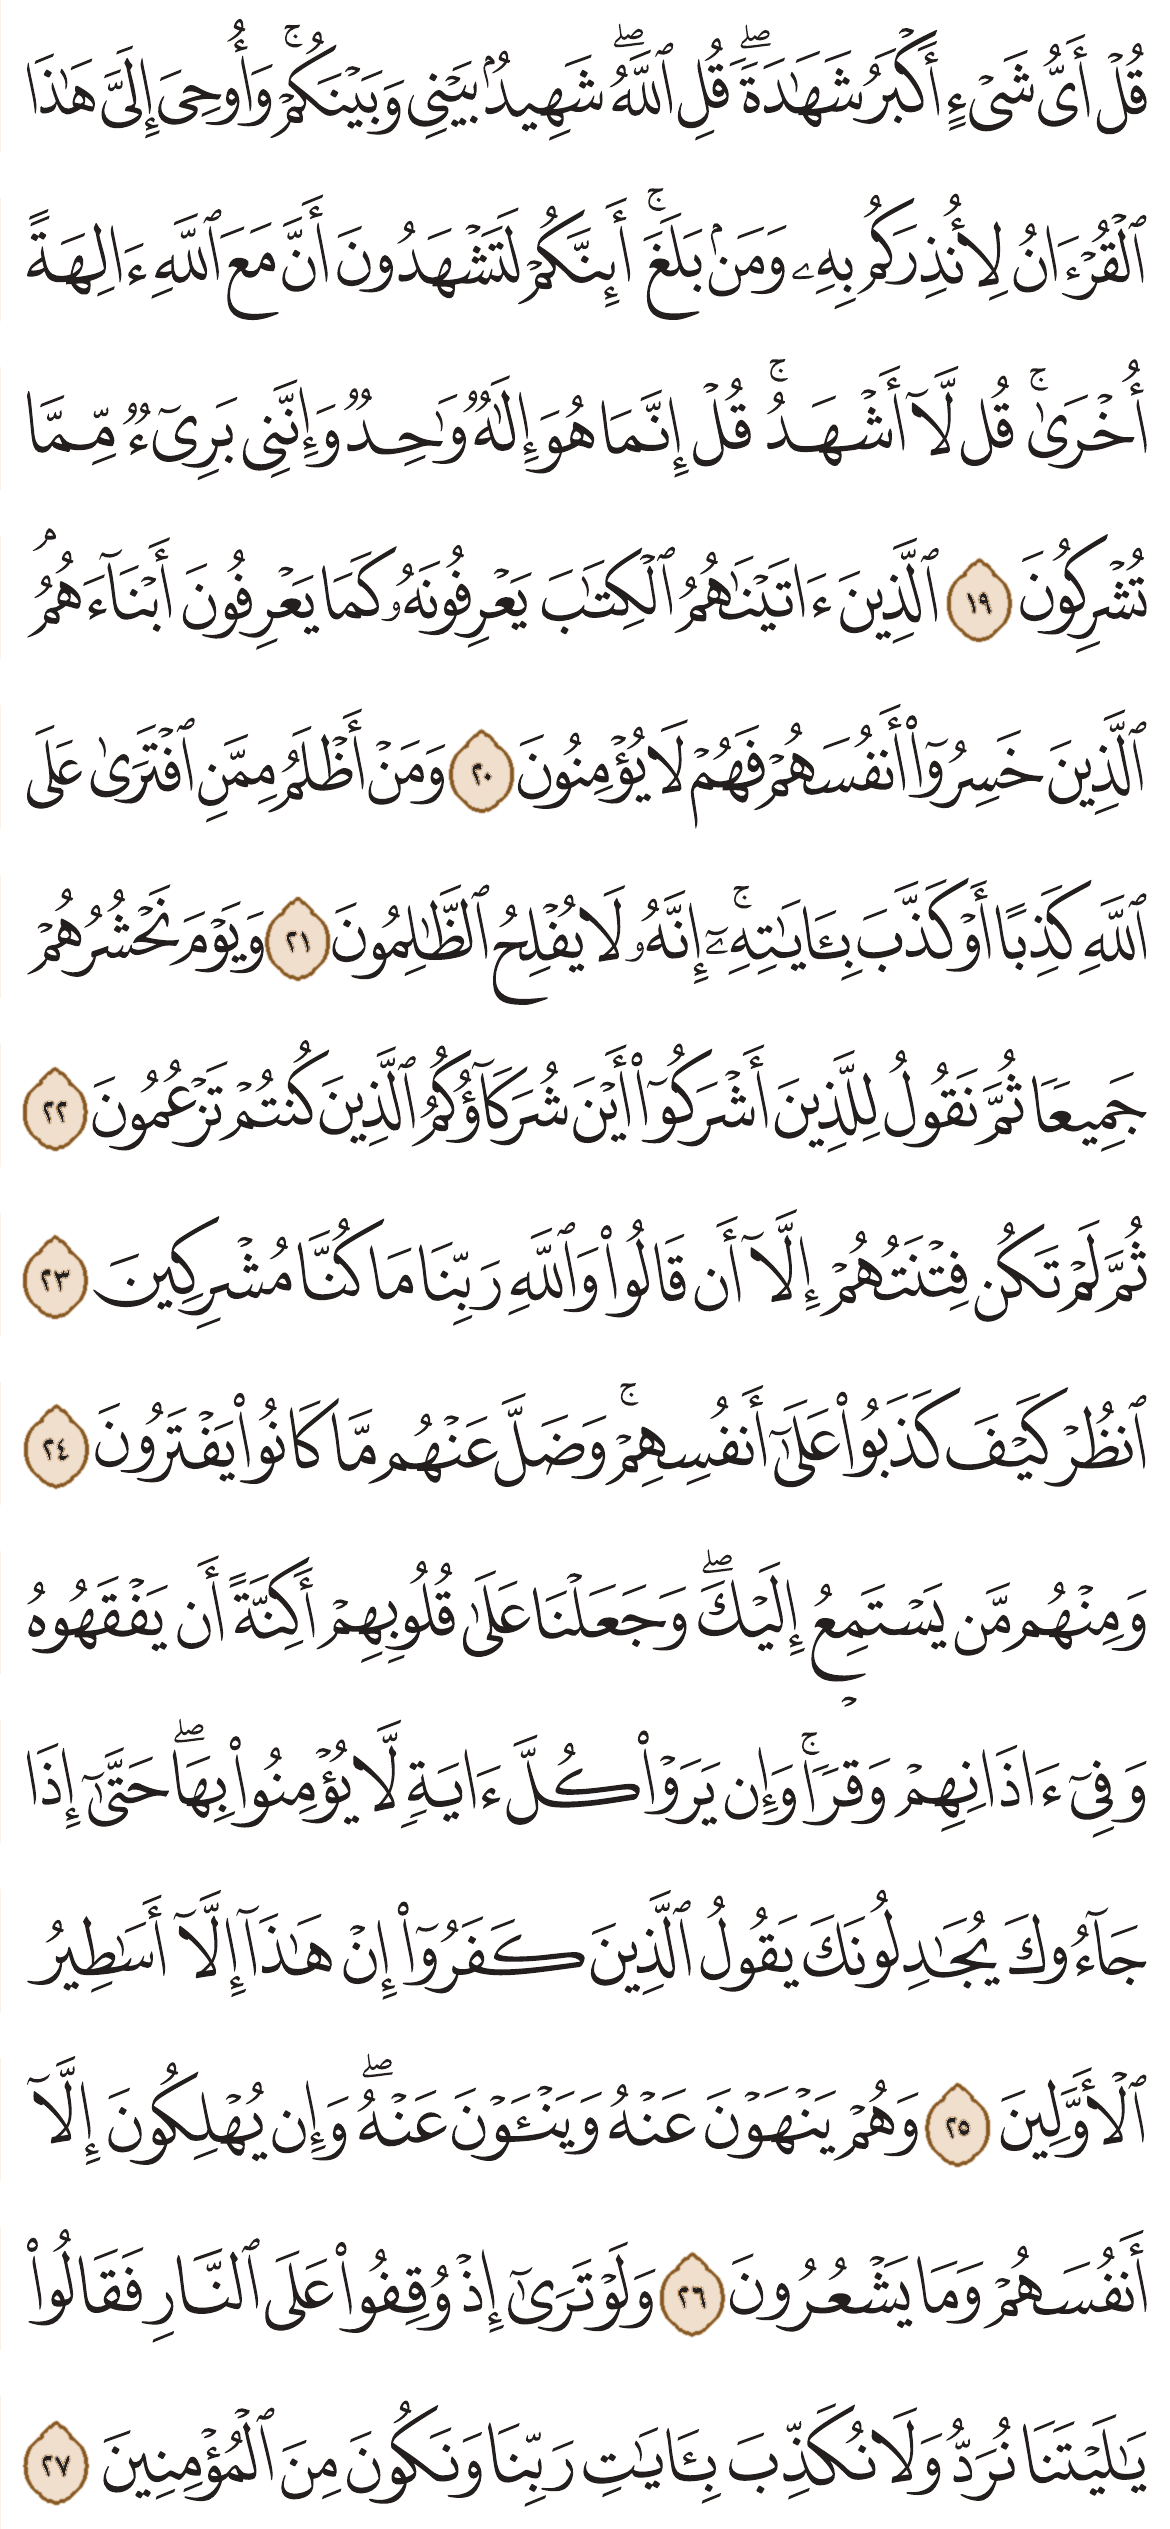 قُلۡ أَيُّ شَيۡءٍ أَكۡبَرُ شَهَٰدَةٗۖ قُلِ ٱللَّهُۖ شَهِيدُۢ بَيۡنِي وَبَيۡنَكُمۡۚ وَأُوحِيَ إِلَيَّ هَٰذَا
ٱلۡقُرۡءَانُ لِأُنذِرَكُم بِهِۦ وَمَنۢ بَلَغَۚ أَئِنَّكُمۡ لَتَشۡهَدُونَ أَنَّ مَعَ ٱللَّهِ ءَالِهَةً
أُخۡرَىٰۚ قُل لَّآ أَشۡهَدُۚ قُلۡ إِنَّمَا هُوَ إِلَٰهٞ وَٰحِدٞ وَإِنَّنِي بَرِيٓءٞ مِّمَّا
تُشۡرِكُونَ ١٩ ٱلَّذِينَ ءَاتَيۡنَٰهُمُ ٱلۡكِتَٰبَ يَعۡرِفُونَهُۥ كَمَا يَعۡرِفُونَ أَبۡنَآءَهُمُۘ
ٱلَّذِينَ خَسِرُوٓاْ أَنفُسَهُمۡ فَهُمۡ لَا يُؤۡمِنُونَ ٢٠ وَمَنۡ أَظۡلَمُ مِمَّنِ ٱفۡتَرَىٰ عَلَى
ٱللَّهِ كَذِبًا أَوۡ كَذَّبَ بِـَٔايَٰتِهِۦٓۚ إِنَّهُۥ لَا يُفۡلِحُ ٱلظَّٰلِمُونَ ٢١ وَيَوۡمَ نَحۡشُرُهُمۡ
جَمِيعٗا ثُمَّ نَقُولُ لِلَّذِينَ أَشۡرَكُوٓاْ أَيۡنَ شُرَكَآؤُكُمُ ٱلَّذِينَ كُنتُمۡ تَزۡعُمُونَ ٢٢
ثُمَّ لَمۡ تَكُن فِتۡنَتُهُمۡ إِلَّآ أَن قَالُواْ وَٱللَّهِ رَبِّنَا مَا كُنَّا مُشۡرِكِينَ ٢٣
ٱنظُرۡ كَيۡفَ كَذَبُواْ عَلَىٰٓ أَنفُسِهِمۡۚ وَضَلَّ عَنۡهُم مَّا كَانُواْ يَفۡتَرُونَ ٢٤
وَمِنۡهُم مَّن يَسۡتَمِعُ إِلَيۡكَۖ وَجَعَلۡنَا عَلَىٰ قُلُوبِهِمۡ أَكِنَّةً أَن يَفۡقَهُوهُ
وَفِيٓ ءَاذَانِهِمۡ وَقۡرٗاۚ وَإِن يَرَوۡاْ كُلَّ ءَايَةٖ لَّا يُؤۡمِنُواْ بِهَاۖ حَتَّىٰٓ إِذَا
جَآءُوكَ يُجَٰدِلُونَكَ يَقُولُ ٱلَّذِينَ كَفَرُوٓاْ إِنۡ هَٰذَآ إِلَّآ أَسَٰطِيرُ
ٱلۡأَوَّلِينَ ٢٥ وَهُمۡ يَنۡهَوۡنَ عَنۡهُ وَيَنۡـَٔوۡنَ عَنۡهُۖ وَإِن يُهۡلِكُونَ إِلَّآ
أَنفُسَهُمۡ وَمَا يَشۡعُرُونَ ٢٦ وَلَوۡ تَرَىٰٓ إِذۡ وُقِفُواْ عَلَى ٱلنَّارِ فَقَالُواْ
يَٰلَيۡتَنَا نُرَدُّ وَلَا نُكَذِّبَ بِـَٔايَٰتِ رَبِّنَا وَنَكُونَ مِنَ ٱلۡمُؤۡمِنِينَ ٢٧